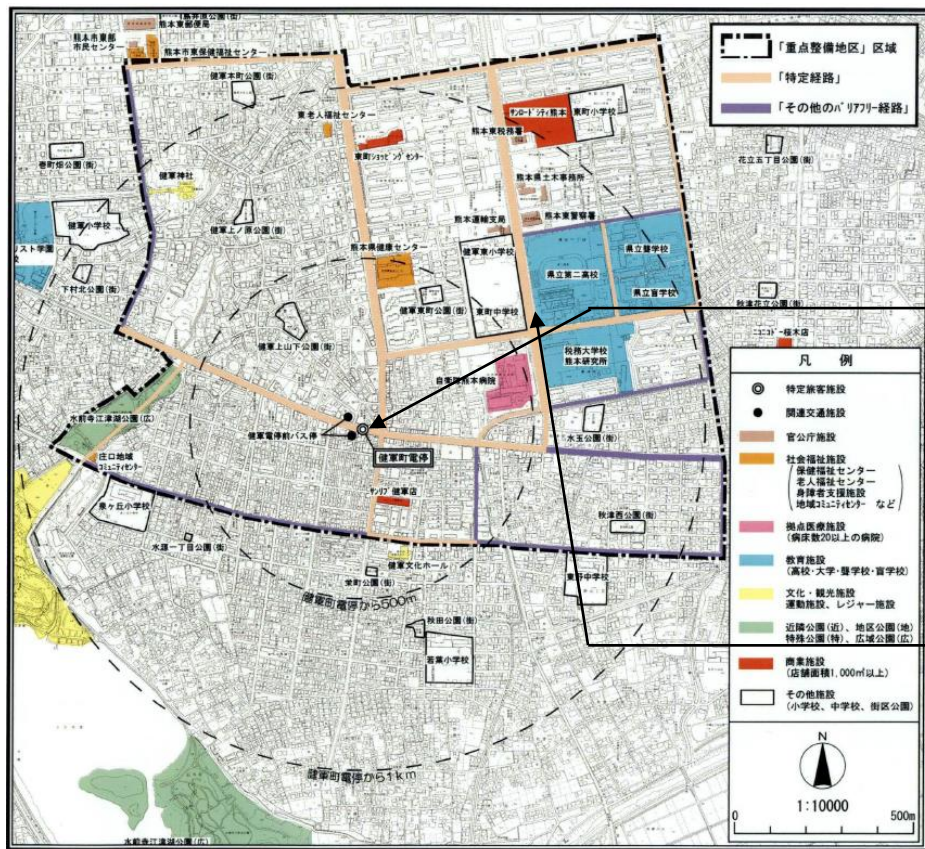 熊本東郵便局
熊本市東部
市民センター
熊本市東保健福祉センター
健軍本町公園(街)
東老人福祉センター
東町ショッピングセンター
サンロードシティ熊本
東町小学校
熊本東税務署
熊本県土木事務所
熊本運輸支局
熊本東警察署
花立五丁目公園(街)
壱町畑公園(街)
健軍神社
健軍小学校
リスト学園
下村北公園(街)
健軍上ノ原公園(街)
熊本県健康センター
健軍東小学校
県立第二高校
県立聾学校
県立盲学校
健軍東町公園(街)
東町中学校
秋津花立公園(街)
健軍上山下公園(街)
税務大学校
熊本研究所
自衛隊熊本病院
水前寺江津湖公園(広)
健軍電停前バス停
健軍町電停
水玉公園(街)
庄口地域
コミュニティセンター
泉ヶ丘小学校
サンリブ健軍店
秋津西公園(街)
水源一丁目公園(街)
健軍文化ホール
栄町公園(街)
東野中学校
健軍町電停から500m
秋田公園(街)
若葉小学校
健軍町電停から1km
水前寺江津湖公園(広)
「重点整備地区」区域
「特定経路」
「その他のバリアフリー経路」
凡 例
特定旅客施設
関連交通施設
官公庁施設
社会福祉施設
保健福祉センター
老人福祉センター
身障者支援施設
地域コミュニティセンター など
拠点医療施設
(病床数20以上の病院)
教育施設
(高校・大学・聾学校・盲学校)
文化・観光施設
運動施設、レジャー施設
近隣公園(近)、地区公園(地)
特殊公園(特)、広域公園(広)
商業施設
(店舗面積1,000㎡以上)
その他施設
(小学校、中学校、街区公園)
N
1:10000
0 500m